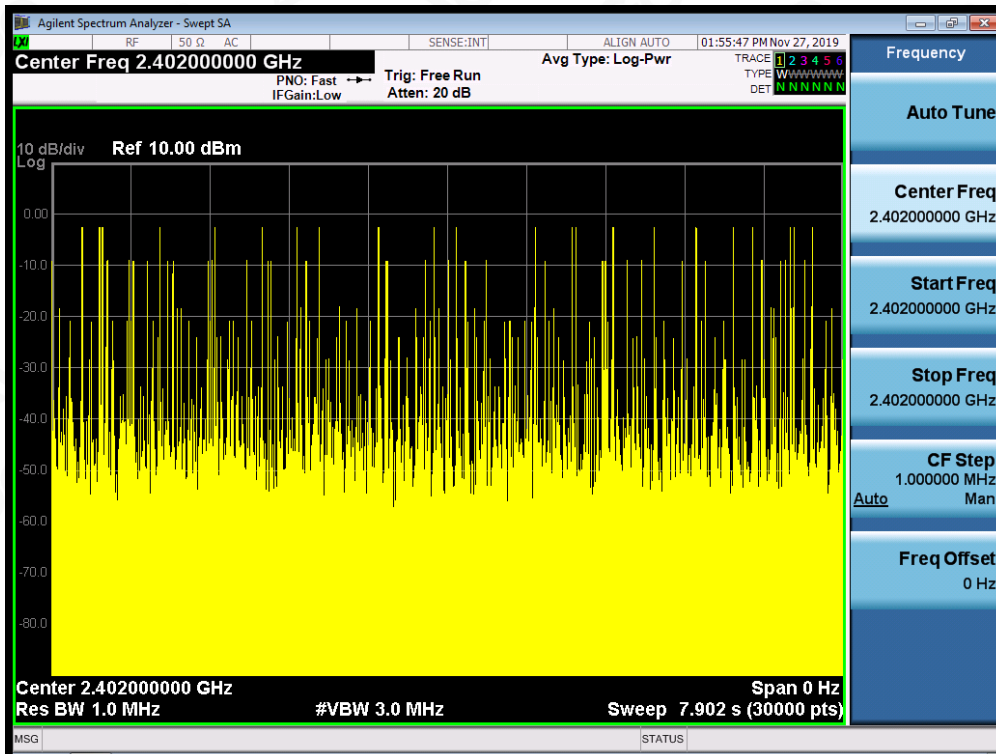 Agilent Spectrum Analyzer - Swept SA
LXI RF 50 Ω AC SENSE:INT ALIGN AUTO 01:55:47 PM Nov 27, 2019
Center Freq 2.402000000 GHz
PNO: Fast
IFGain:Low
Trig: Free Run
Atten: 20 dB
Avg Type: Log-Pwr
TRACE 1 2 3 4 5 6
TYPE WWWWWW
DET N N N N N N
10 dB/div Ref 10.00 dBm
Log
0.00
-10.0
-20.0
-30.0
-40.0
-50.0
-60.0
-70.0
-80.0
Center 2.402000000 GHz Span 0 Hz
Res BW 1.0 MHz #VBW 3.0 MHz Sweep 7.902 s (30000 pts)
MSG STATUS
Frequency
Auto Tune
Center Freq
2.402000000 GHz
Start Freq
2.402000000 GHz
Stop Freq
2.402000000 GHz
CF Step
1.000000 MHz
Auto Man
Freq Offset
0 Hz